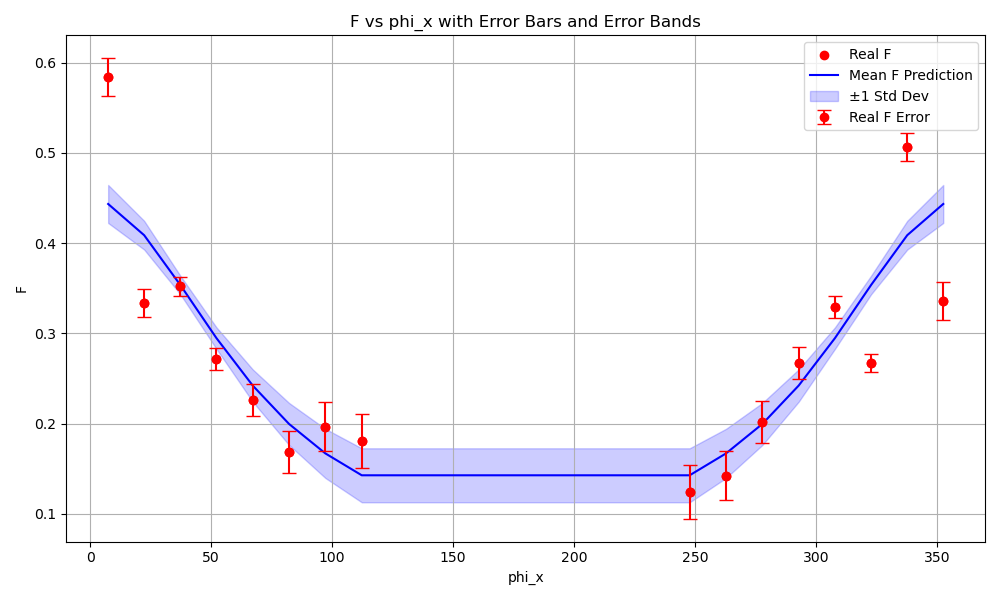 F vs phi_x with Error Bars and Error Bands
Real F
Mean F Prediction
±1 Std Dev
Real F Error
0.6
0.5
0.4
0.3
0.2
0.1
F
0 50 100 150 200 250 300 350
phi_x